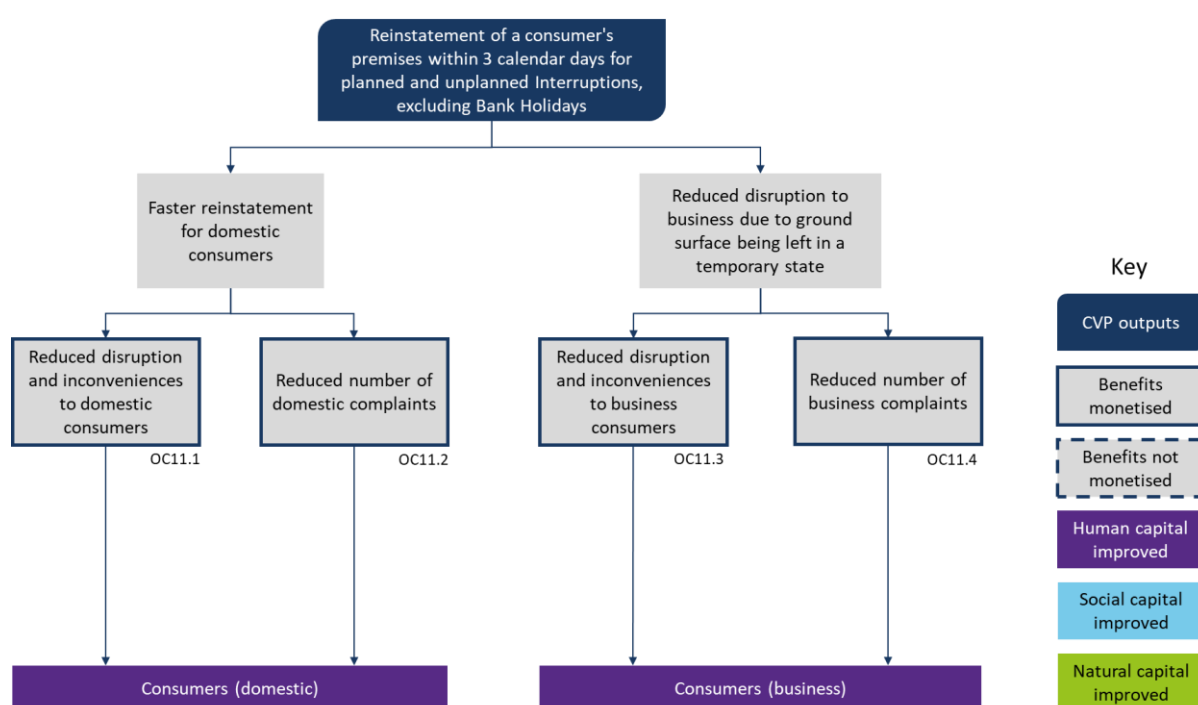 Reinstatement of a consumer's
premises within 3 calendar days for
planned and unplanned Interruptions,
excluding Bank Holidays
Faster reinstatement
for domestic
consumers
Reduced disruption to
business due to ground
surface being left in a
temporary state
Reduced disruption
and inconveniences
to domestic
consumers
OC11.1
Reduced number of
domestic complaints
OC11.2
Reduced disruption
and inconveniences
to business
consumers
OC11.3
Reduced number of
business complaints
OC11.4
Consumers (domestic)
Consumers (business)
Key
CVP outputs
Benefits
monetised
Benefits not
monetised
Human capital
improved
Social capital
improved
Natural capital
improved